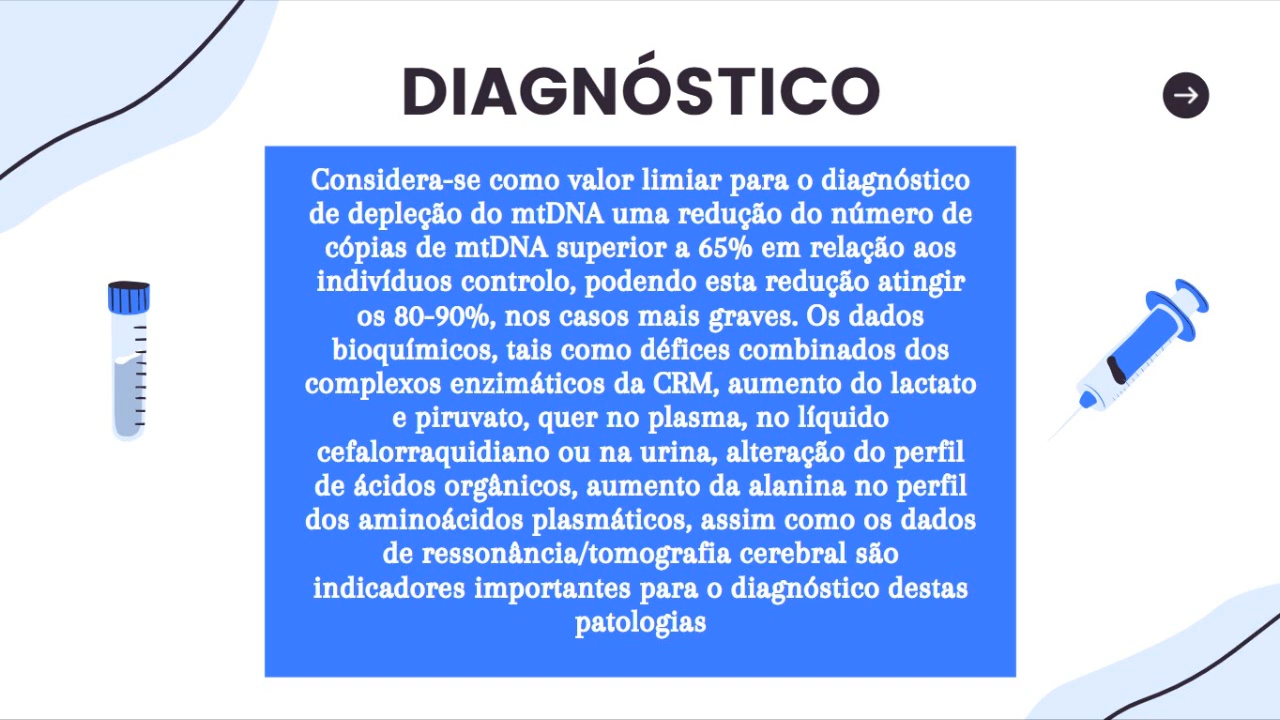 DIAGNÓSTICO
Considera-se como valor limiar para o diagnóstico
de depleção do mtDNA uma redução do número de
cópias de mtDNA superior a 65% em relação aos
indivíduos controlo, podendo esta redução atingir
os 80-90%, nos casos mais graves. Os dados
bioquímicos, tais como défices combinados dos
complexos enzimáticos da CRM, aumento do lactato
e piruvato, quer no plasma, no líquido
cefalorraquidiano ou na urina, alteração do perfil
de ácidos orgânicos, aumento da alanina no perfil
dos aminoácidos plasmáticos, assim como os dados
de ressonância/tomografia cerebral são
indicadores importantes para o diagnóstico destas
patologias